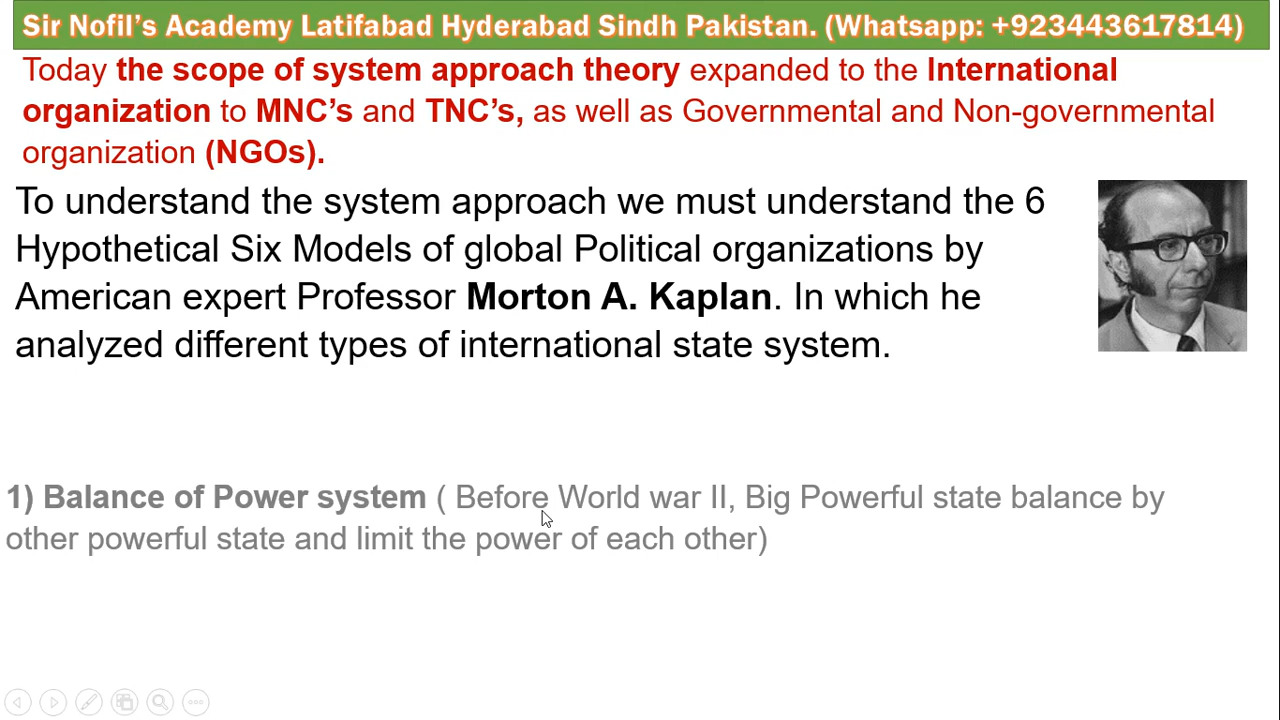 Sir Nofil's Academy Latifabad Hyderabad Sindh Pakistan. (Whatsapp: +923443617814)
Today the scope of system approach theory expanded to the International
organization to MNC's and TNC's, as well as Governmental and Non-governmental
organization (NGOs).
To understand the system approach we must understand the 6
Hypothetical Six Models of global Political organizations by
American expert Professor Morton A. Kaplan. In which he
analyzed different types of international state system.
1) Balance of Power system ( Before World war II, Big Powerful state balance by
other powerful state and limit the power of each other)